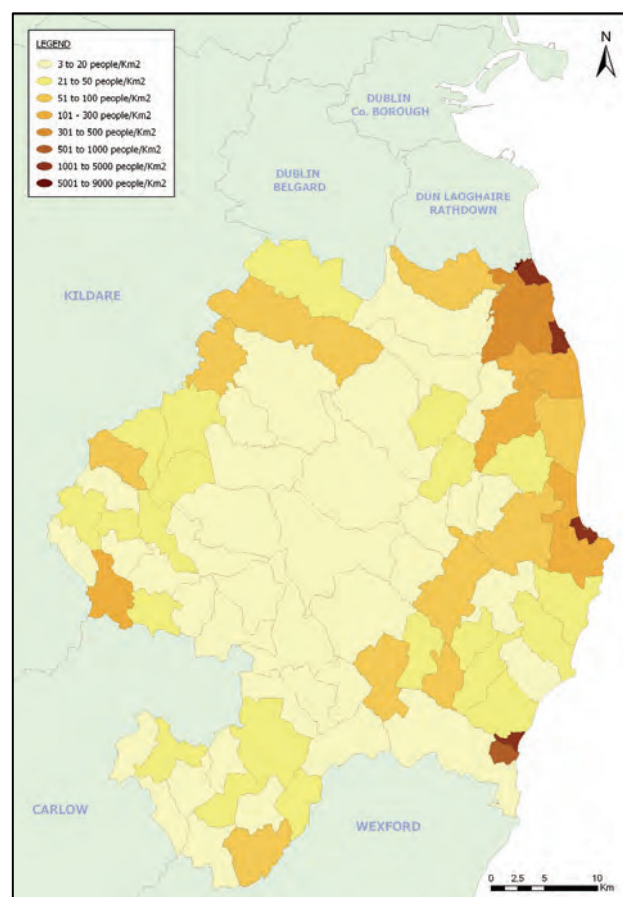 LEGEND
3 to 20 people/Km2
21 to 50 people/Km2
51 to 100 people/Km2
101 - 300 people/Km2
301 to 500 people/Km2
501 to 1000 people/Km2
1001 to 5000 people/Km2
5001 to 9000 people/Km2
N
DUBLIN
Co. BOROUGH
DUBLIN
BELGARD
DUN LAOGHAIRE
RATHDOWN
KILDARE
CARLOW
WEXFORD
0 2.5 5 10
Km